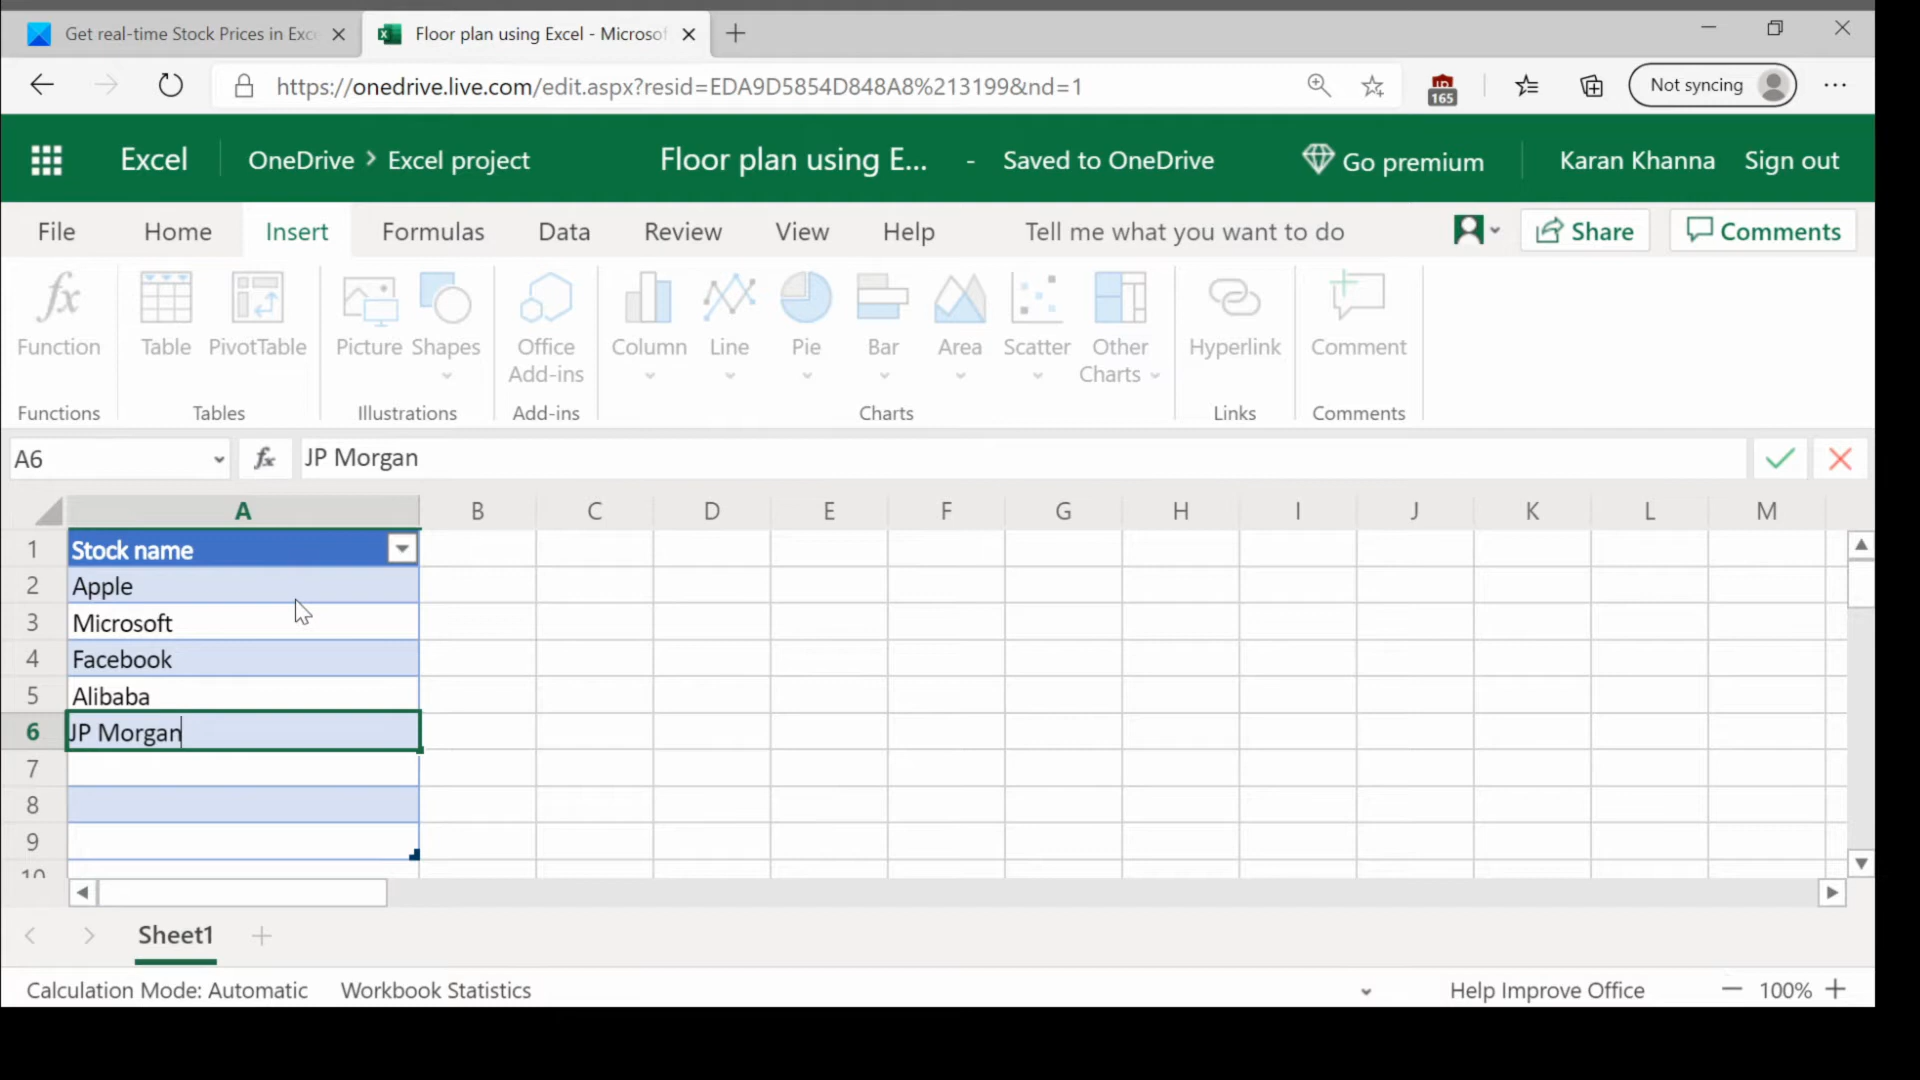 Get real-time Stock Prices in Exc
Floor plan using Excel - Microsof
https://onedrive.live.com/edit.aspx?resid=EDA9D5854D848A8%213199&nd=1
165
Not syncing
Excel
OneDrive > Excel project
Floor plan using E... - Saved to OneDrive
Go premium
Karan Khanna
Sign out
File Home Insert Formulas Data Review View Help Tell me what you want to do
Share
Comments
fx
Function
Table
PivotTable
Picture
Shapes
Office
Add-ins
Column
Line
Pie
Bar
Area
Scatter
Other
Charts
Hyperlink
Comment
Functions
Tables
Illustrations
Add-ins
Charts
Links
Comments
A6
fx
JP Morgan
A B C D E F G H I J K L M
1 Stock name
2 Apple
3 Microsoft
4 Facebook
5 Alibaba
6 JP Morgan
7
8
9
10
Sheet1
Calculation Mode: Automatic
Workbook Statistics
Help Improve Office
100%